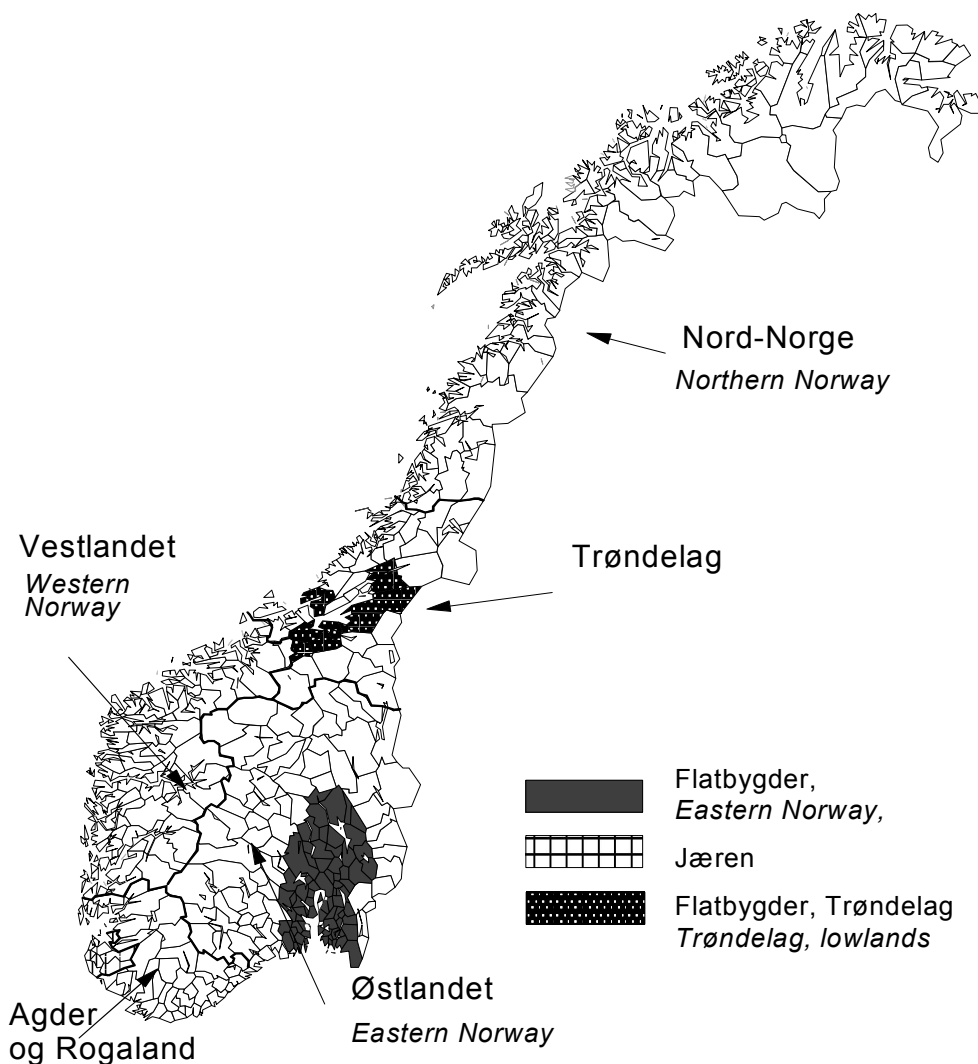 Nord-Norge
Northern Norway
Vestlandet
Western
Norway
Trøndelag
Flatbygder,
Eastern Norway,
Jæren
Flatbygder, Trøndelag
Trøndelag, lowlands
Østlandet
Eastern Norway
Agder
og Rogaland